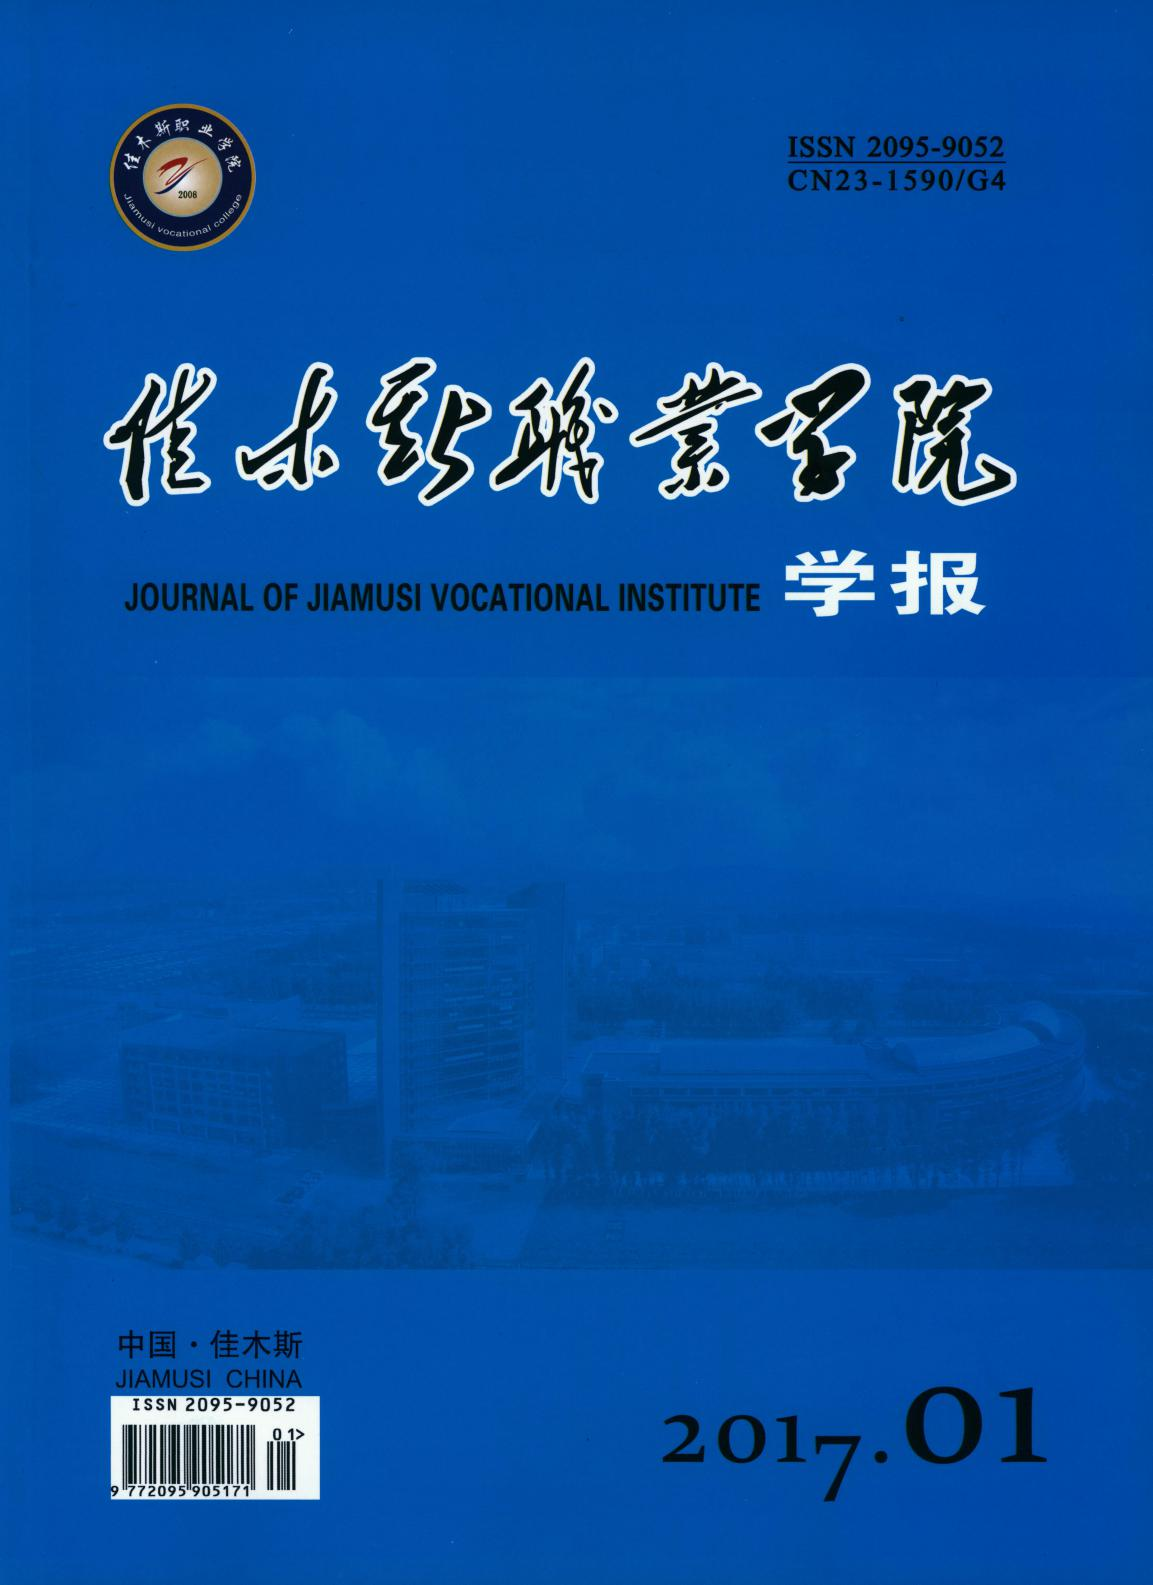 佳木斯职业学院
2008
Jiamusi vocational college
ISSN 2095-9052
CN23-1590/G4
佳木斯職業学院
JOURNAL OF JIAMUSI VOCATIONAL INSTITUTE 学报
中国·佳木斯
JIAMUSI CHINA
ISSN 2095-9052
01>
9 772095 905171
2017.01